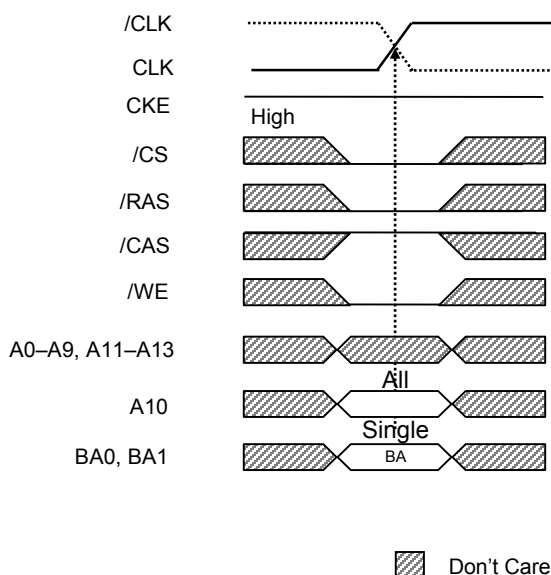 /CLK
CLK
CKE
High
/CS
/RAS
/CAS
/WE
A0–A9, A11–A13
All
A10
Single
BA0, BA1
BA
Don't Care